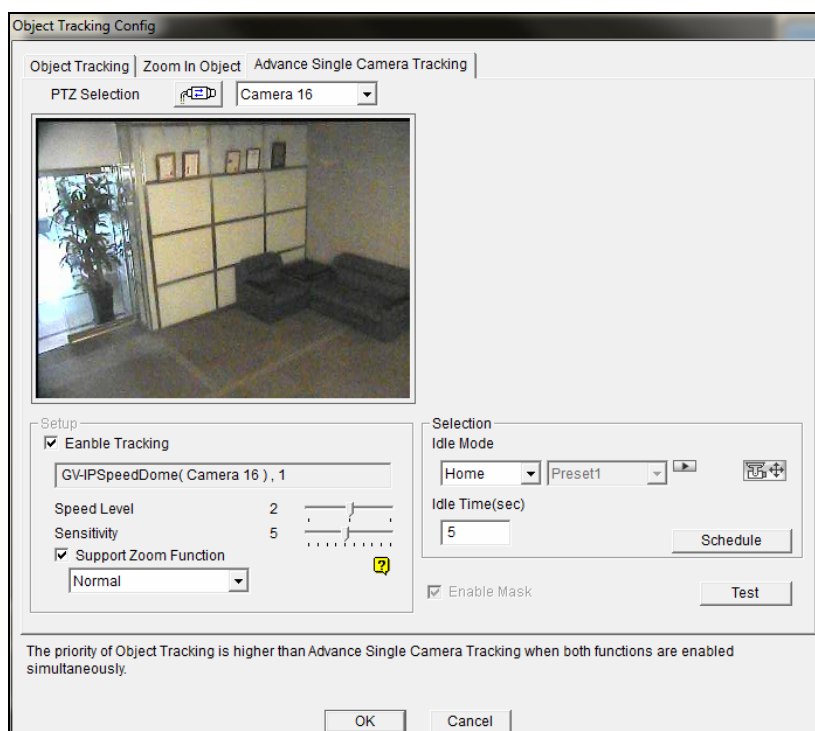 Object Tracking Config
Object Tracking
Zoom In Object
Advance Single Camera Tracking
PTZ Selection
Camera 16
Setup
Eanble Tracking
GV-IPSpeedDome( Camera 16 ) , 1
Speed Level 2
Sensitivity 5
Support Zoom Function
Normal
?
Selection
Idle Mode
Home
Preset1
Idle Time(sec)
5
Schedule
Enable Mask
Test
The priority of Object Tracking is higher than Advance Single Camera Tracking when both functions are enabled
simultaneously.
OK
Cancel